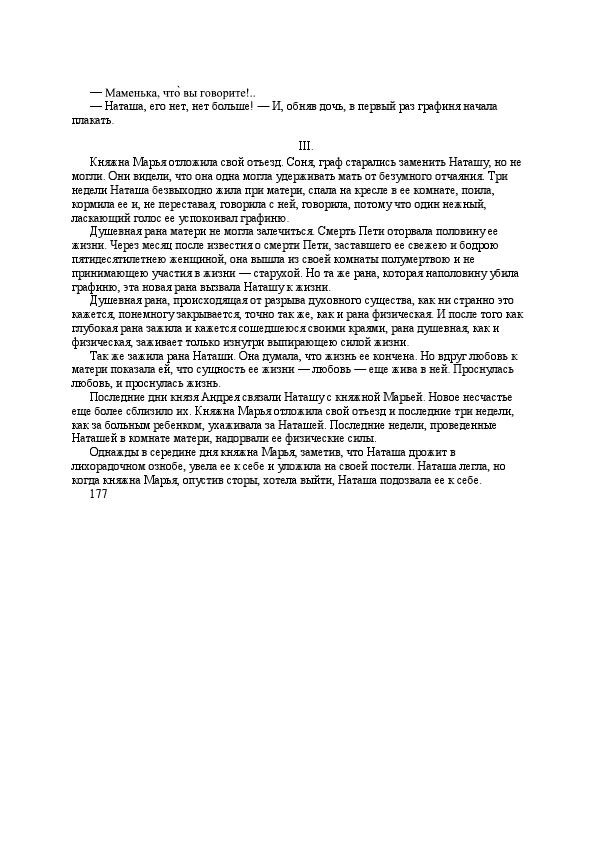 — Маменька, что̀ вы говорите!..
— Наташа, его нет, нет больше! — И, обняв дочь, в первый раз графиня начала
плакать.
III.
Княжна Марья отложила свой отъезд. Соня, граф старались заменить Наташу, но не
могли. Они видели, что она одна могла удерживать мать от безумного отчаяния. Три
недели Наташа безвыходно жила при матери, спала на кресле в ее комнате, поила,
кормила ее и, не переставая, говорила с ней, говорила, потому что один нежный,
ласкающий голос ее успокоивал графиню.
Душевная рана матери не могла залечиться. Смерть Пети оторвала половину ее
жизни. Через месяц после известия о смерти Пети, заставшего ее свежею и бодрою
пятидесятилетнею женщиной, она вышла из своей комнаты полумертвою и не
принимающею участия в жизни — старухой. Но та же рана, которая наполовину убила
графиню, эта новая рана вызвала Наташу к жизни.
Душевная рана, происходящая от разрыва духовного существа, как ни странно это
кажется, понемногу закрывается, точно так же, как и рана физическая. И после того как
глубокая рана зажила и кажется сошедшеюся своими краями, рана душевная, как и
физическая, заживает только изнутри выпирающею силой жизни.
Так же зажила рана Наташи. Она думала, что жизнь ее кончена. Но вдруг любовь к
матери показала ей, что сущность ее жизни — любовь — еще жива в ней. Проснулась
любовь, и проснулась жизнь.
Последние дни князя Андрея связали Наташу с княжной Марьей. Новое несчастье
еще более сблизило их. Княжна Марья отложила свой отъезд и последние три недели,
как за больным ребенком, ухаживала за Наташей. Последние недели, проведенные
Наташей в комнате матери, надорвали ее физические силы.
Однажды в середине дня княжна Марья, заметив, что Наташа дрожит в
лихорадочном ознобе, увела ее к себе и уложила на своей постели. Наташа легла, но
когда княжна Марья, опустив сторы, хотела выйти, Наташа подозвала ее к себе.
177